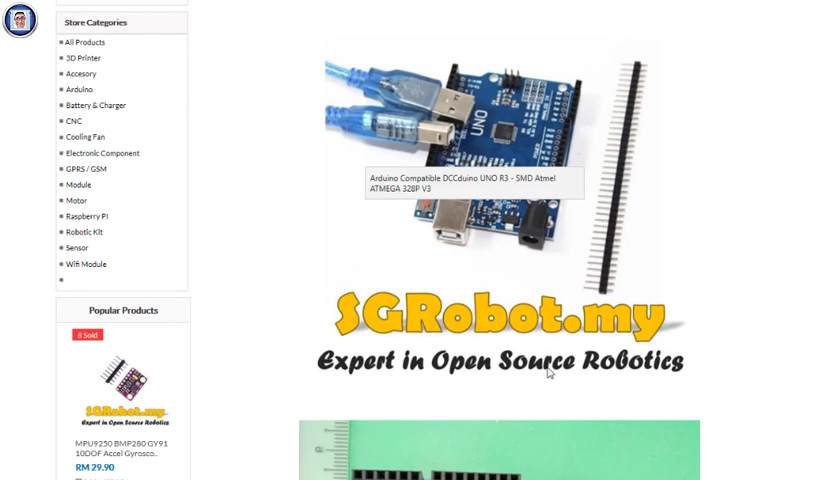 Store Categories
All Products
3D Printer
Accesory
Arduino
Battery & Charger
CNC
Cooling Fan
Electronic Component
GPRS / GSM
Module
Motor
Raspberry PI
Robotic Kit
Sensor
Wifi Module
Popular Products
8 Sold
SGRobot.my
Expert in Open Source Robotics
MPU9250 BMP280 GY91
10DOF Accel Gyrosco..
RM 29.90
UNO
Arduino Compatible DCCduino UNO R3 - SMD Atmel
ATMEGA 328P V3
SGRobot.my
Expert in Open Source Robotics